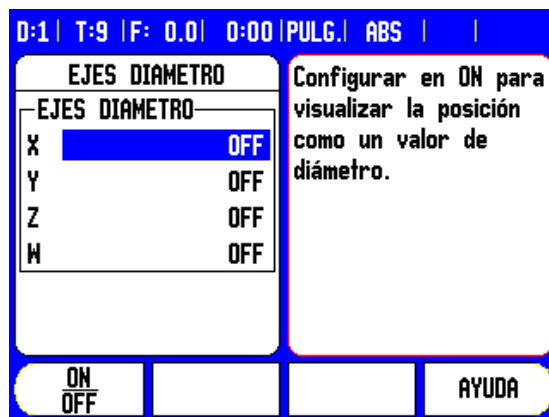 D:1 | T:9 | F: 0.0 | 0:00 | PULG. | ABS | |
EJES DIAMETRO
EJES DIAMETRO
X OFF
Y OFF
Z OFF
W OFF
Configurar en ON para
visualizar la posición
como un valor de
diámetro.
ON
OFF
AYUDA